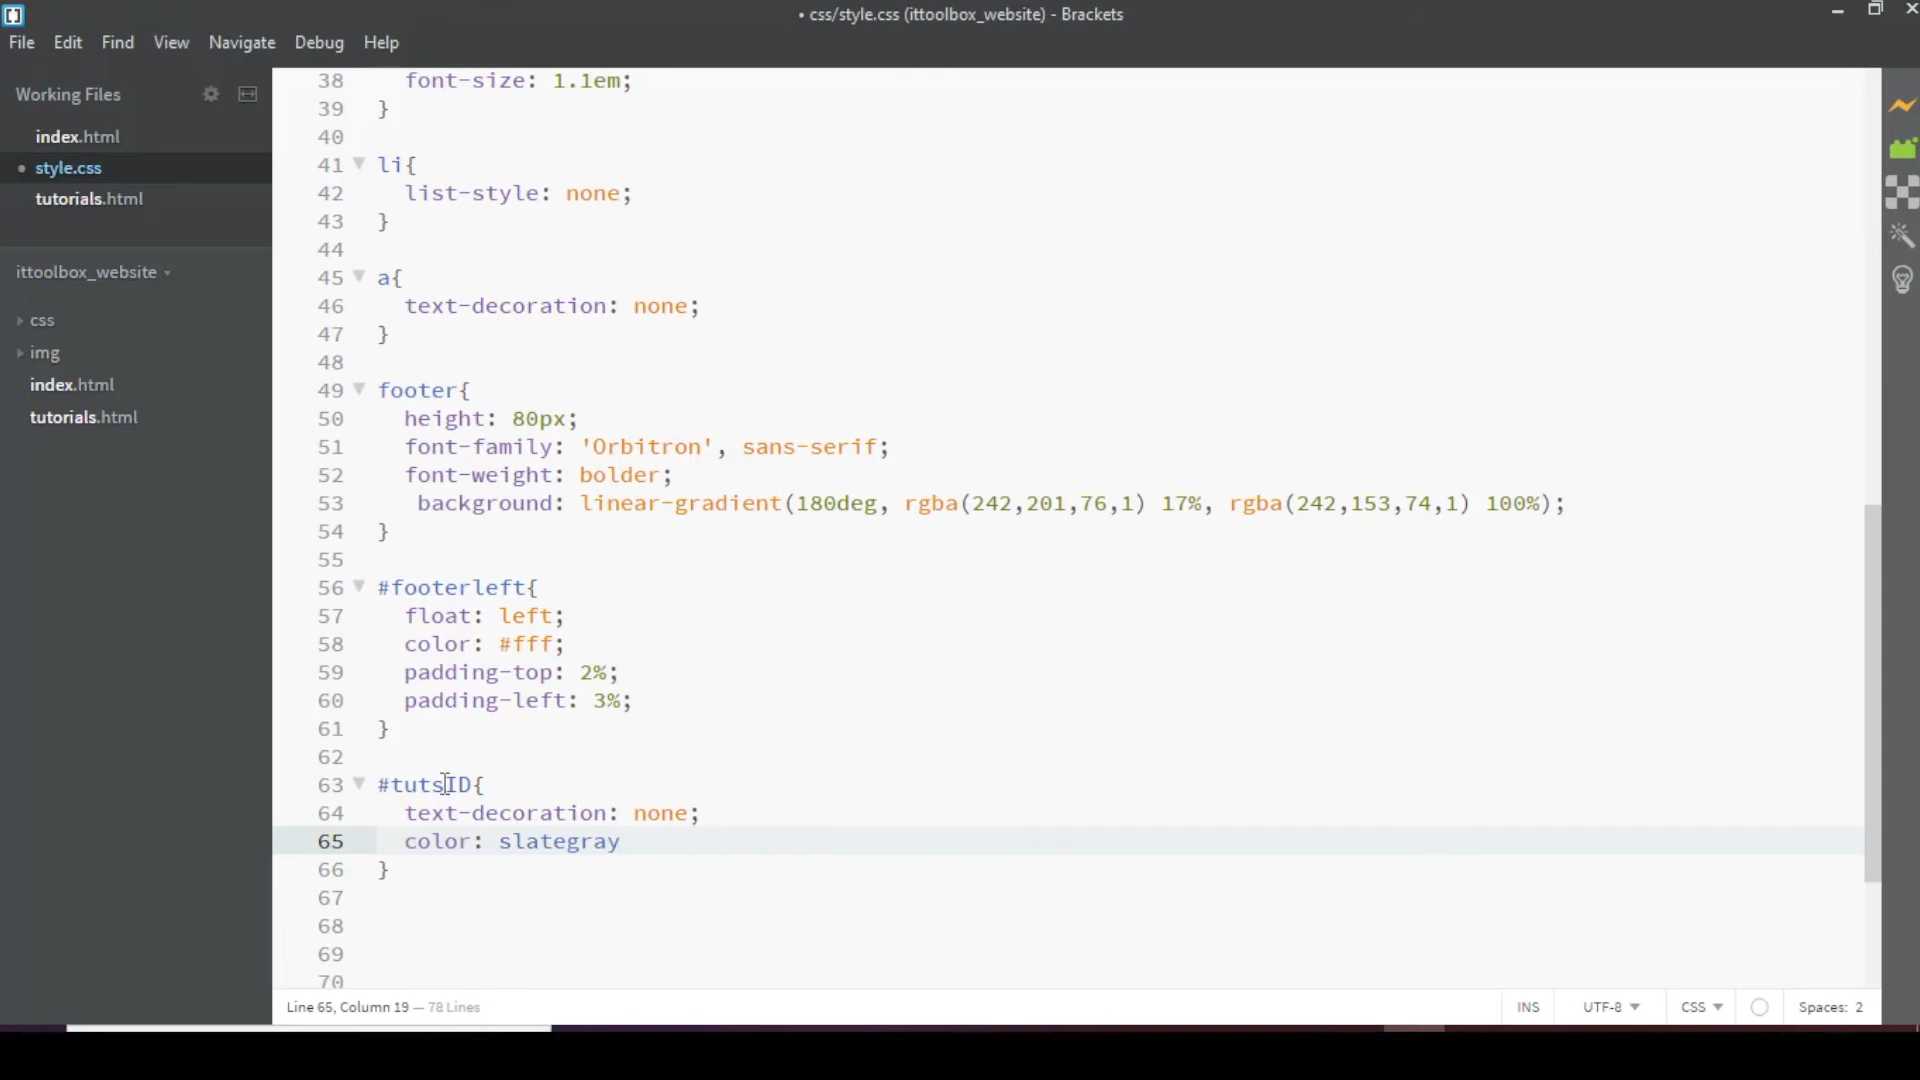 • css/style.css (ittoolbox_website) - Brackets
File Edit Find View Navigate Debug Help
Working Files
index.html
• style.css
tutorials.html
ittoolbox_website
css
img
index.html
tutorials.html
38 font-size: 1.1em;
39 }
40
41 li{
42 list-style: none;
43 }
44
45 a{
46 text-decoration: none;
47 }
48
49 footer{
50 height: 80px;
51 font-family: 'Orbitron', sans-serif;
52 font-weight: bolder;
53 background: linear-gradient(180deg, rgba(242,201,76,1) 17%, rgba(242,153,74,1) 100%);
54 }
55
56 #footerleft{
57 float: left;
58 color: #fff;
59 padding-top: 2%;
60 padding-left: 3%;
61 }
62
63 #tutsID{
64 text-decoration: none;
65 color: slategray
66 }
67
68
69
70
Line 65, Column 19 — 78 Lines
INS UTF-8 CSS Spaces: 2